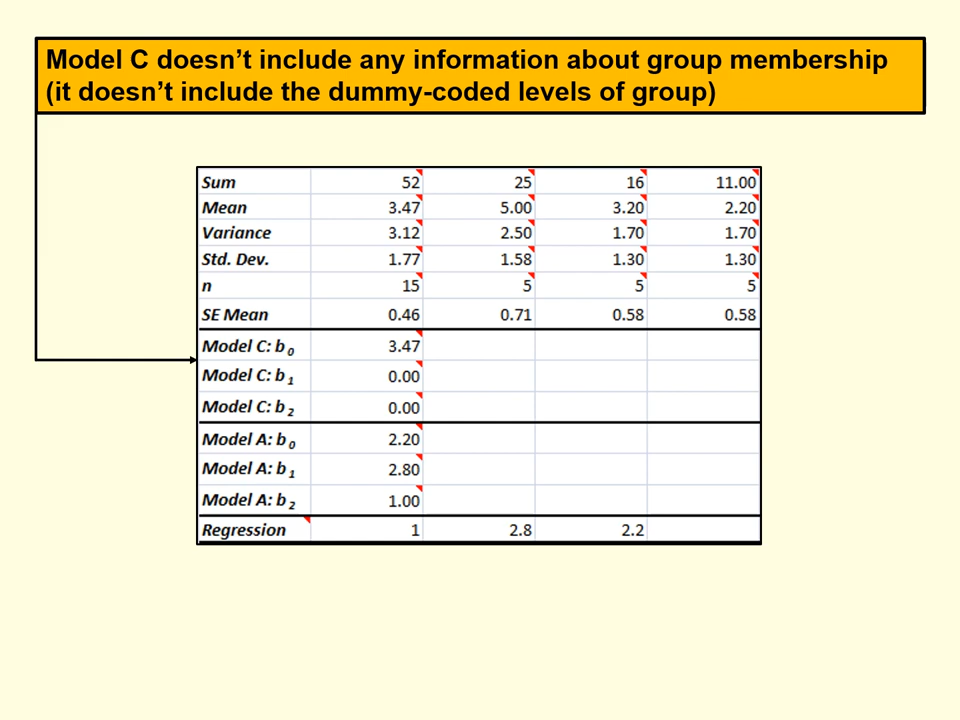 Model C doesn’t include any information about group membership
(it doesn’t include the dummy-coded levels of group)
Sum 52 25 16 11.00
Mean 3.47 5.00 3.20 2.20
Variance 3.12 2.50 1.70 1.70
Std. Dev. 1.77 1.58 1.30 1.30
n 15 5 5 5
SE Mean 0.46 0.71 0.58 0.58
Model C: b0 3.47
Model C: b1 0.00
Model C: b2 0.00
Model A: b0 2.20
Model A: b1 2.80
Model A: b2 1.00
Regression 1 2.8 2.2